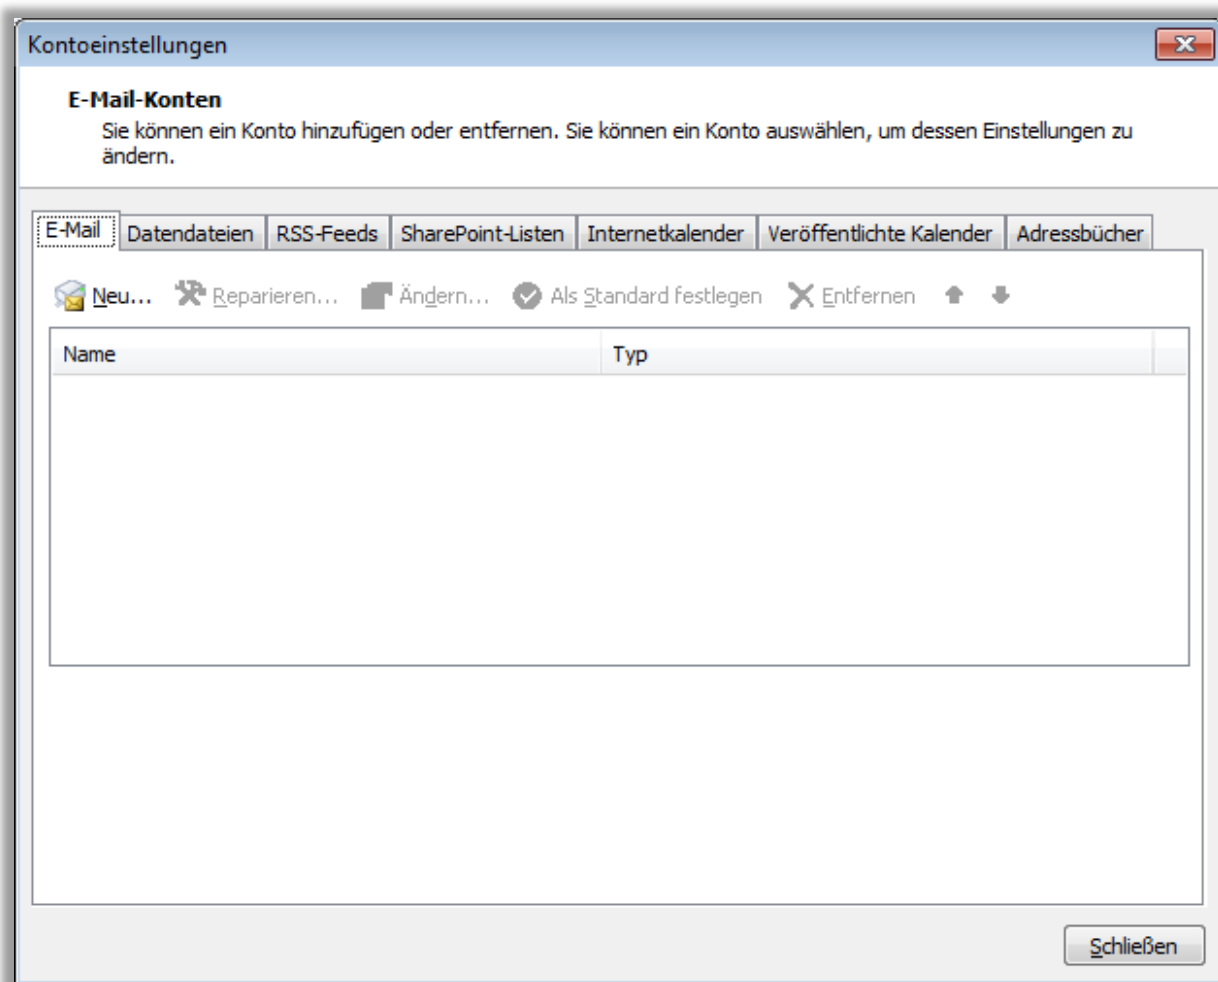 Kontoeinstellungen
E-Mail-Konten
Sie können ein Konto hinzufügen oder entfernen. Sie können ein Konto auswählen, um dessen Einstellungen zu
ändern.
E-Mail Datendateien RSS-Feeds SharePoint-Listen Internetkalender Veröffentlichte Kalender Adressbücher
Neu... Reparieren... Ändern... Als Standard festlegen Entfernen
Name Typ
Schließen